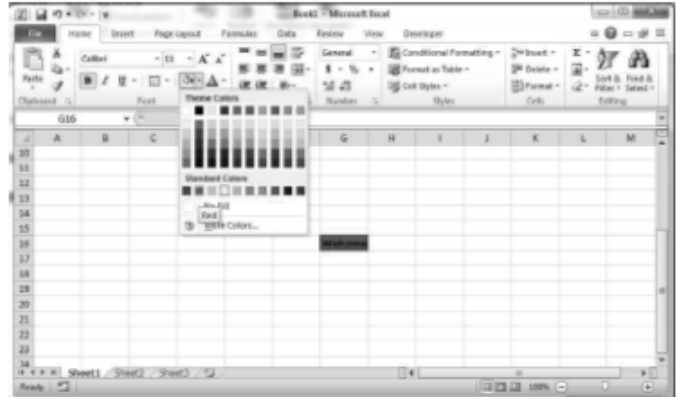 Book1 - Microsoft Excel
File Home Insert Page Layout Formulas Data Review View Developer
Calibri 11 A A General Conditional Formatting Insert Σ
Paste B I U A $ % , Format as Table Delete Sort & Find &
Cell Styles Format Filter Select
Clipboard Font Number Styles Cells Editing
G16
Theme Colors
A B C G H I J K L M
10
11
12
Standard Colors
13
No Fill
14
Red
More Colors...
15
16 Welcome
17
18
19
20
21
22
23
24
Sheet1 Sheet2 Sheet3
Ready 100%